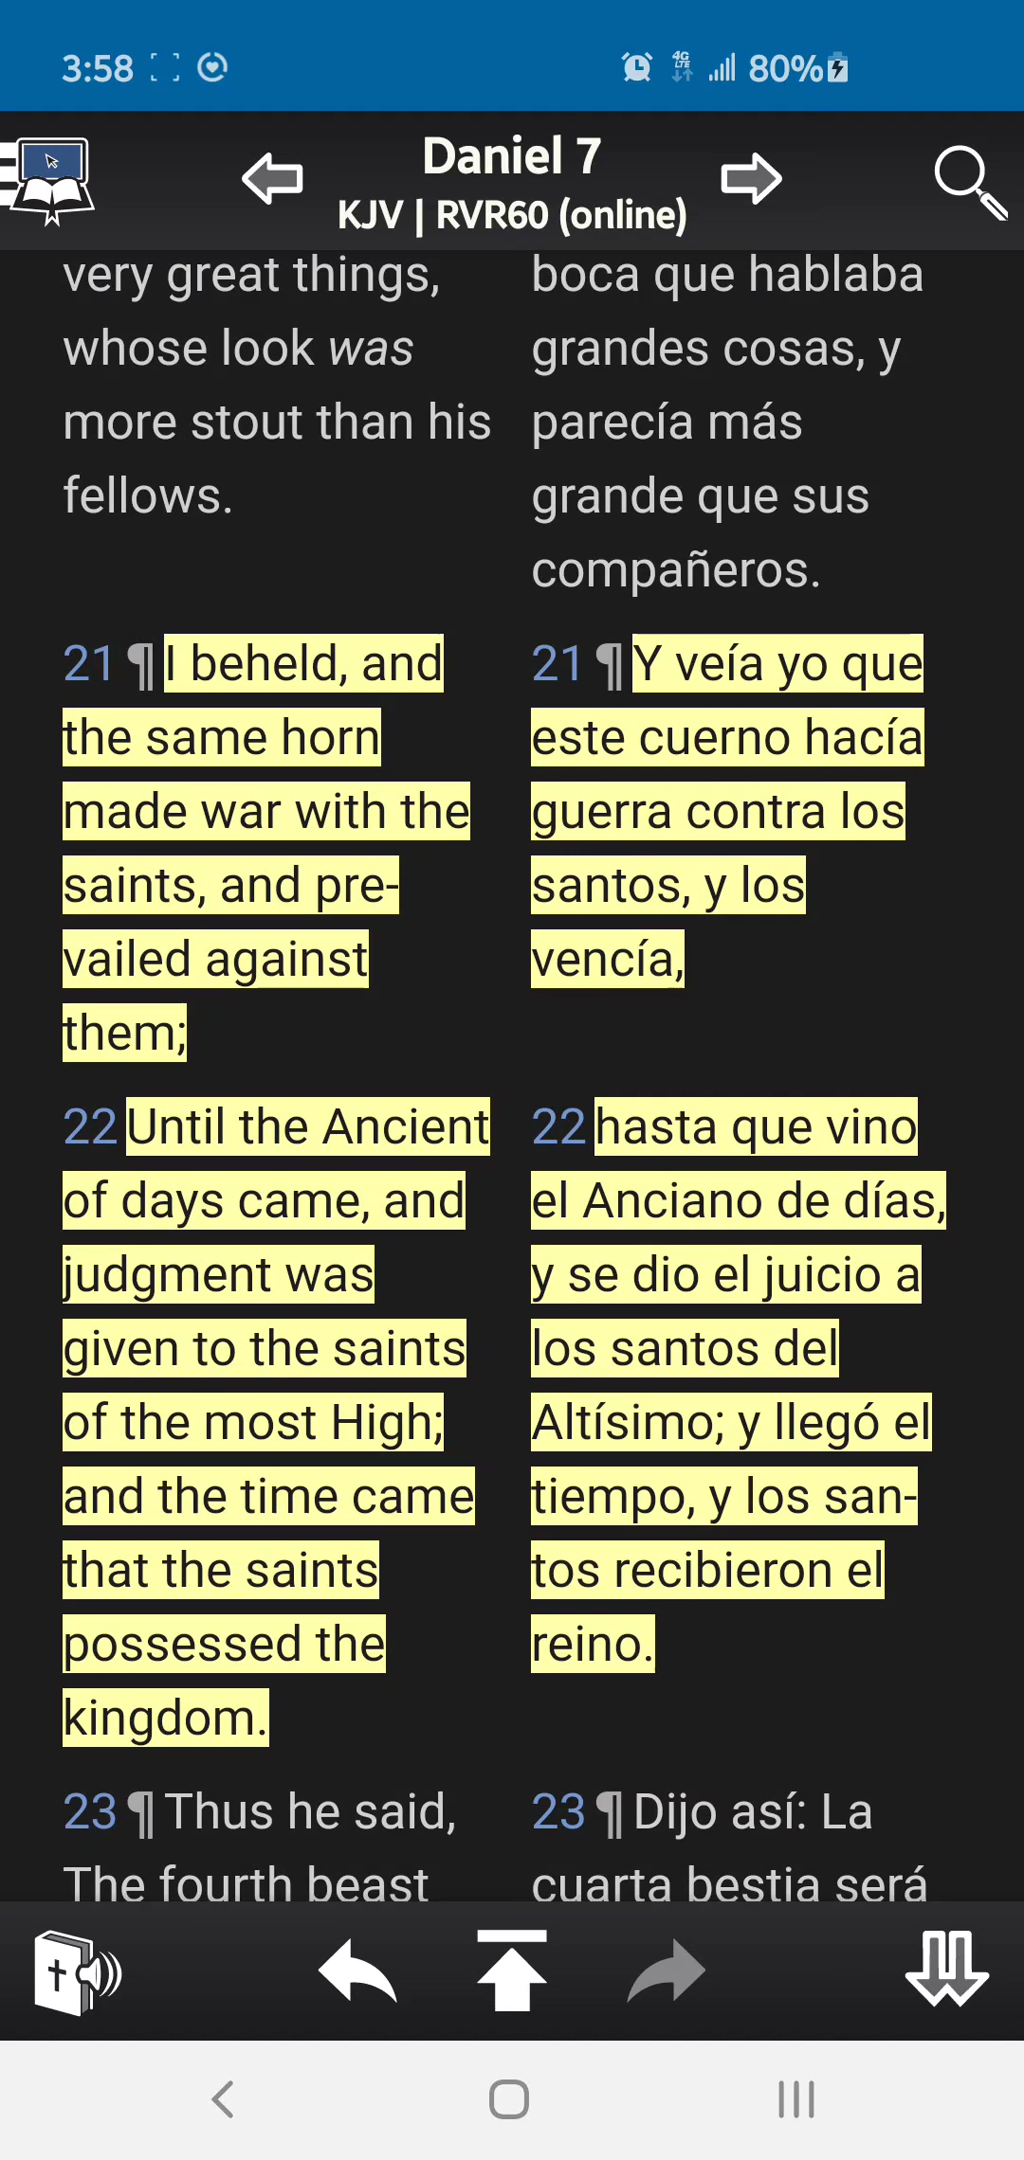 3:58
4G LTE
80%
Daniel 7
KJV | RVR60 (online)
very great things,
whose look was
more stout than his
fellows.
21 ¶ I beheld, and
the same horn
made war with the
saints, and pre-
vailed against
them;
22 Until the Ancient
of days came, and
judgment was
given to the saints
of the most High;
and the time came
that the saints
possessed the
kingdom.
23 ¶ Thus he said,
The fourth beast
boca que hablaba
grandes cosas, y
parecía más
grande que sus
compañeros.
21 ¶ Y veía yo que
este cuerno hacía
guerra contra los
santos, y los
vencía,
22 hasta que vino
el Anciano de días,
y se dio el juicio a
los santos del
Altísimo; y llegó el
tiempo, y los san-
tos recibieron el
reino.
23 ¶ Dijo así: La
cuarta bestia será